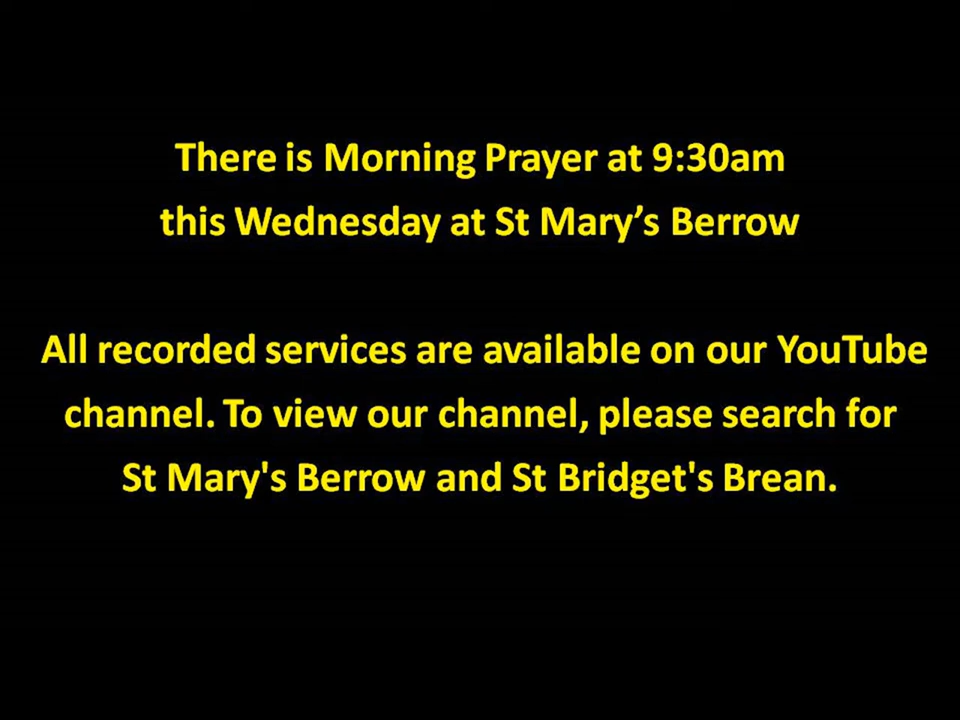 There is Morning Prayer at 9:30am
this Wednesday at St Mary’s Berrow
All recorded services are available on our YouTube
channel. To view our channel, please search for
St Mary's Berrow and St Bridget's Brean.